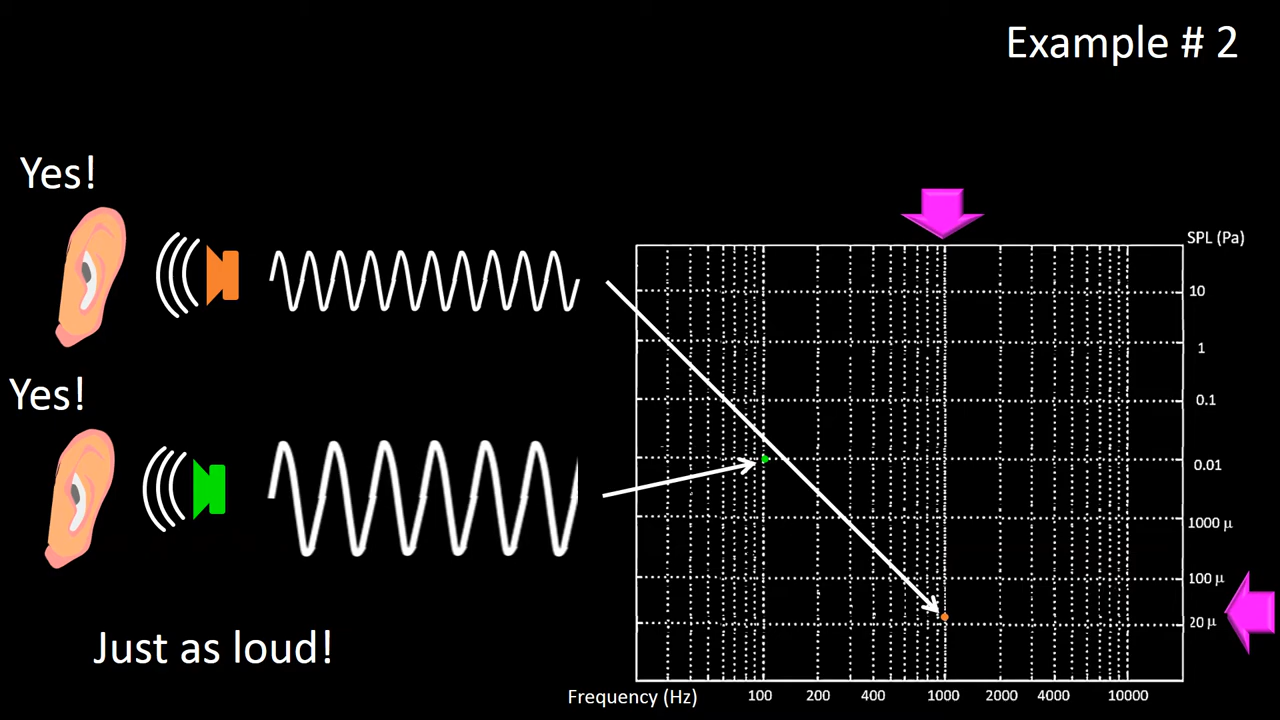 Example # 2
Yes!
Yes!
Just as loud!
SPL (Pa)
10
1
0.1
0.01
1000 μ
100 μ
20 μ
Frequency (Hz) 100 200 400 1000 2000 4000 10000